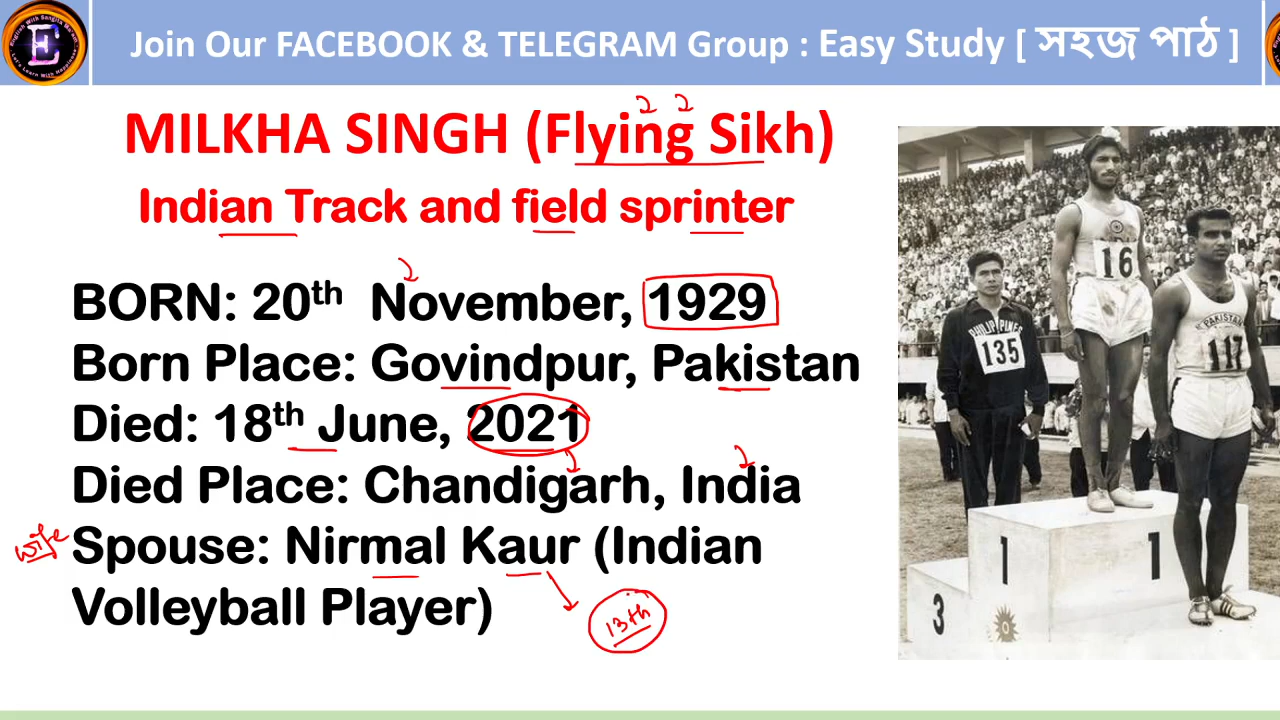 Join Our FACEBOOK & TELEGRAM Group : Easy Study [ সহজ পাঠ ]
E
MILKHA SINGH (Flying Sikh)
Indian Track and field sprinter
BORN: 20th November, 1929
Born Place: Govindpur, Pakistan
Died: 18th June, 2021
Died Place: Chandigarh, India
wife Spouse: Nirmal Kaur (Indian
Volleyball Player)
13th
16
PHILIPPINES
135
PAKISTAN
117
1 1
3